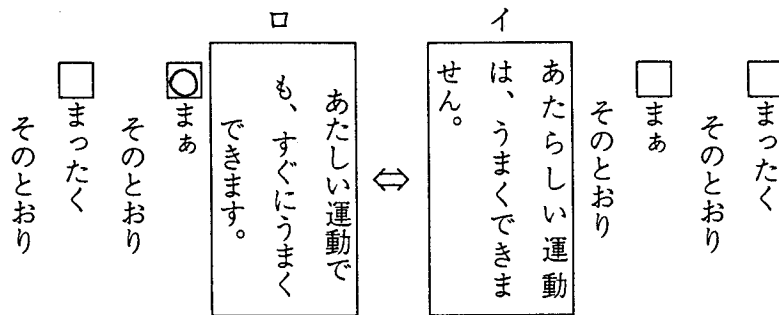 まったく
そのとおり
まぁ
そのとおり
イ
あたらしい運動
は、うまくできま
せん。
⇔
ロ
あたしい運動で
も、すぐにうまく
できます。
まぁ
そのとおり
まったく
そのとおり